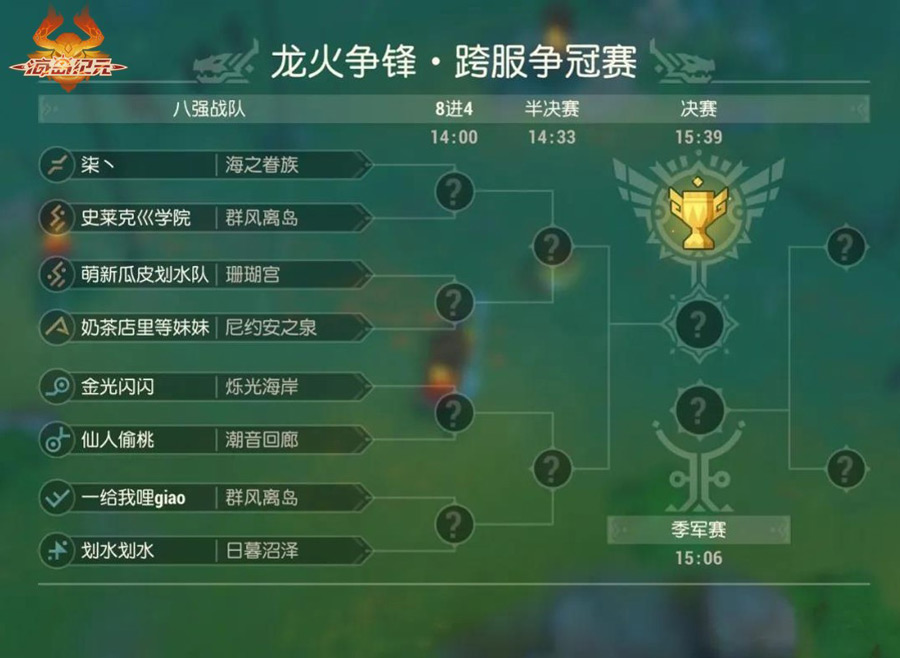 龙火争锋·跨服争冠赛
八强战队 8进4 半决赛 决赛
14:00 14:33 15:39
柒丶 海之眷族
史莱克巛学院 群风离岛
萌新瓜皮划水队 珊瑚宫
奶茶店里等妹妹 尼约安之泉
金光闪闪 烁光海岸
仙人偷桃 潮音回廊
一给我哩giao 群风离岛
划水划水 日暮沼泽
? ? ? ?
? ?
?
? ? ?
季军赛
15:06